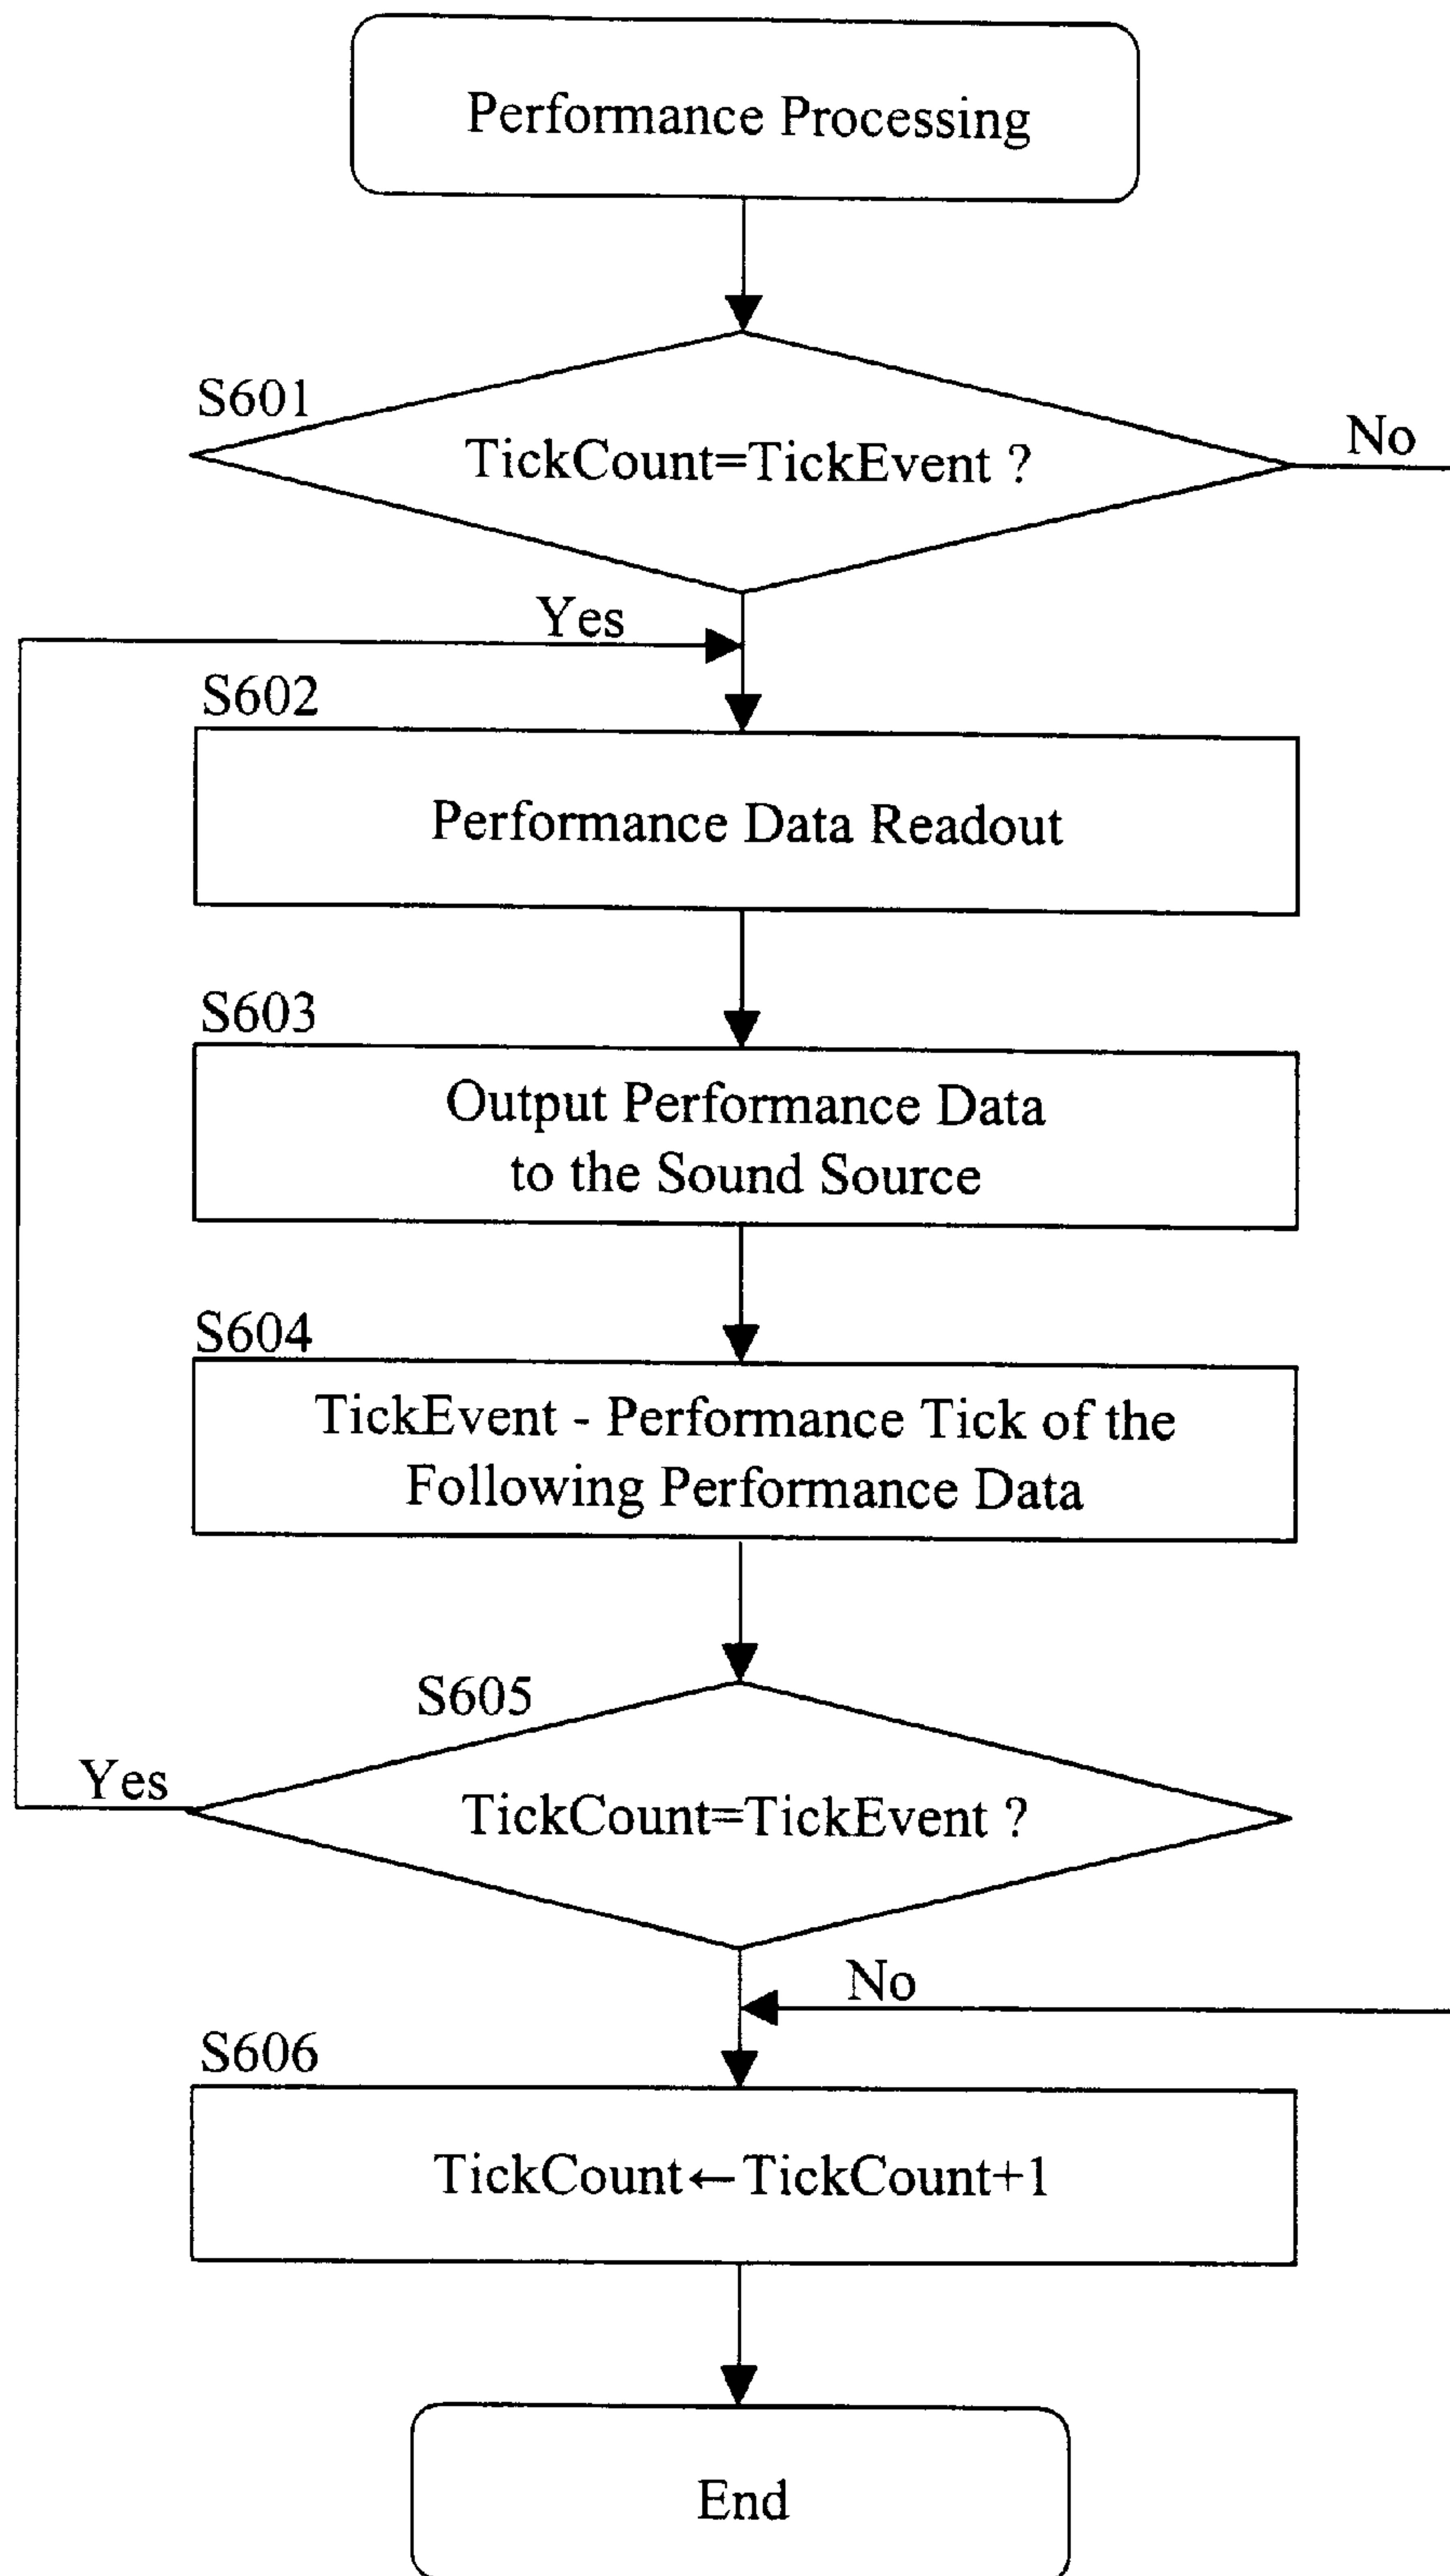 Performance Processing
S601
TickCount=TickEvent ?
No
Yes
S602
Performance Data Readout
S603
Output Performance Data
to the Sound Source
S604
TickEvent - Performance Tick of the
Following Performance Data
S605
Yes
TickCount=TickEvent ?
No
S606
TickCount←TickCount+1
End